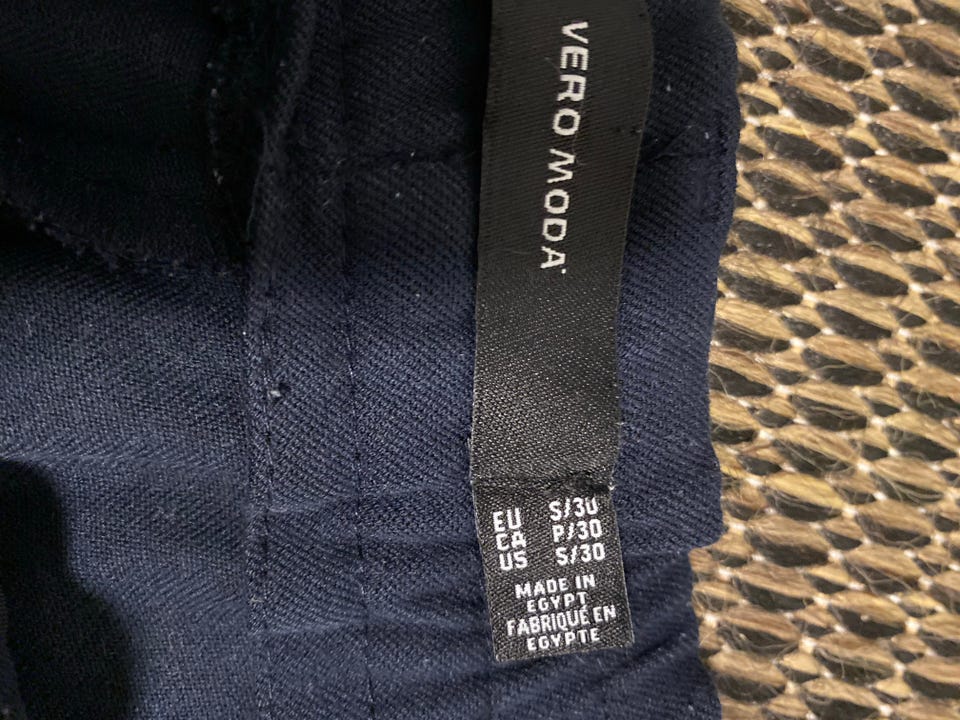 VERO MODA
EU S/30
CA P/30
US S/30
MADE IN
EGYPT
FABRIQUÉ EN
EGYPTE